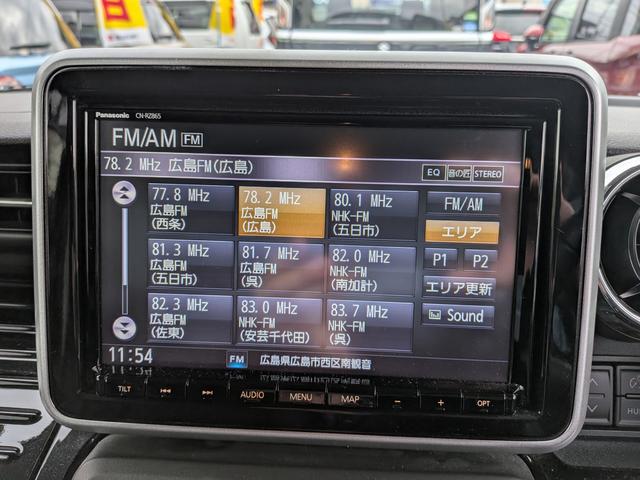 Panasonic CN-RZ865
FM/AM FM
78.2 MHz 広島FM(広島)
EQ 音の匠 STEREO
77.8 MHz
広島FM
(西条)
78.2 MHz
広島FM
(広島)
80.1 MHz
NHK-FM
(五日市)
FM/AM
エリア
81.3 MHz
広島FM
(五日市)
81.7 MHz
広島FM
(呉)
82.0 MHz
NHK-FM
(南加計)
P1 P2
エリア更新
82.3 MHz
広島FM
(佐東)
83.0 MHz
NHK-FM
(安芸千代田)
83.7 MHz
NHK-FM
(呉)
Sound
11:54 FM 広島県広島市西区南観音
TILT AUDIO MENU MAP − + OPT